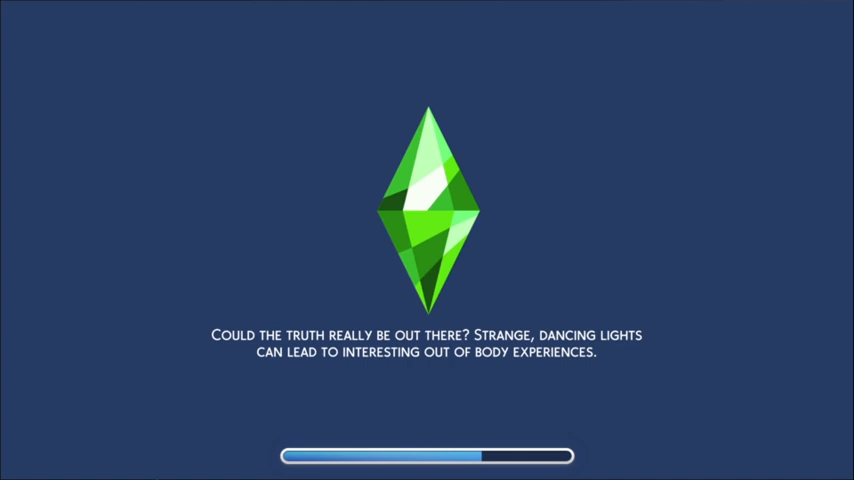 Could the truth really be out there? Strange, dancing lights
can lead to interesting out of body experiences.